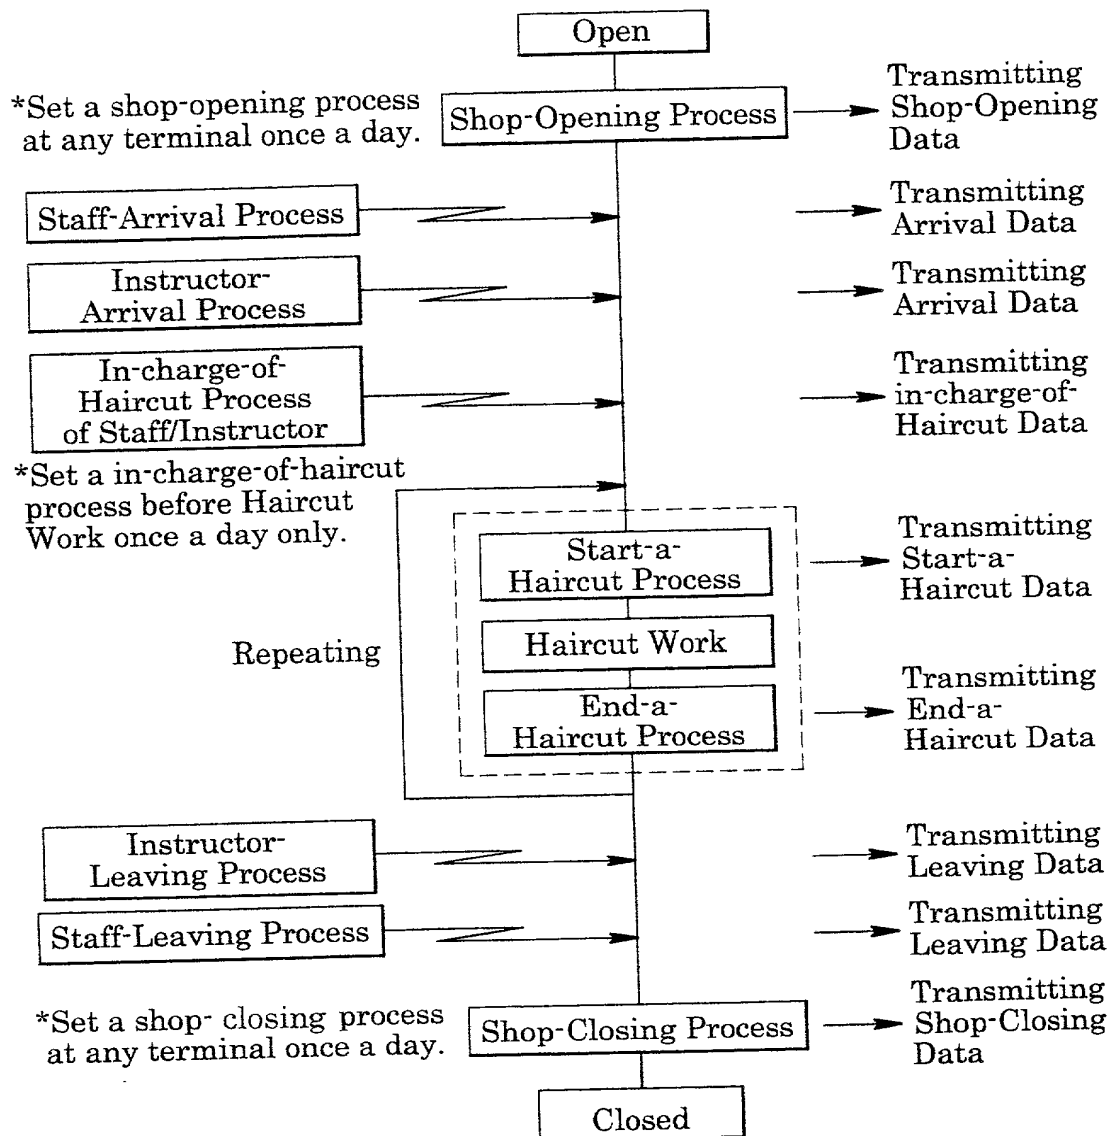 Open
*Set a shop-opening process
at any terminal once a day.
Shop-Opening Process
Transmitting
Shop-Opening
Data
Staff-Arrival Process
Transmitting
Arrival Data
Instructor-
Arrival Process
Transmitting
Arrival Data
In-charge-of-
Haircut Process
of Staff/Instructor
Transmitting
in-charge-of-
Haircut Data
*Set a in-charge-of-haircut
process before Haircut
Work once a day only.
Start-a-
Haircut Process
Transmitting
Start-a-
Haircut Data
Repeating
Haircut Work
End-a-
Haircut Process
Transmitting
End-a-
Haircut Data
Instructor-
Leaving Process
Transmitting
Leaving Data
Staff-Leaving Process
Transmitting
Leaving Data
*Set a shop- closing process
at any terminal once a day.
Shop-Closing Process
Transmitting
Shop-Closing
Data
Closed